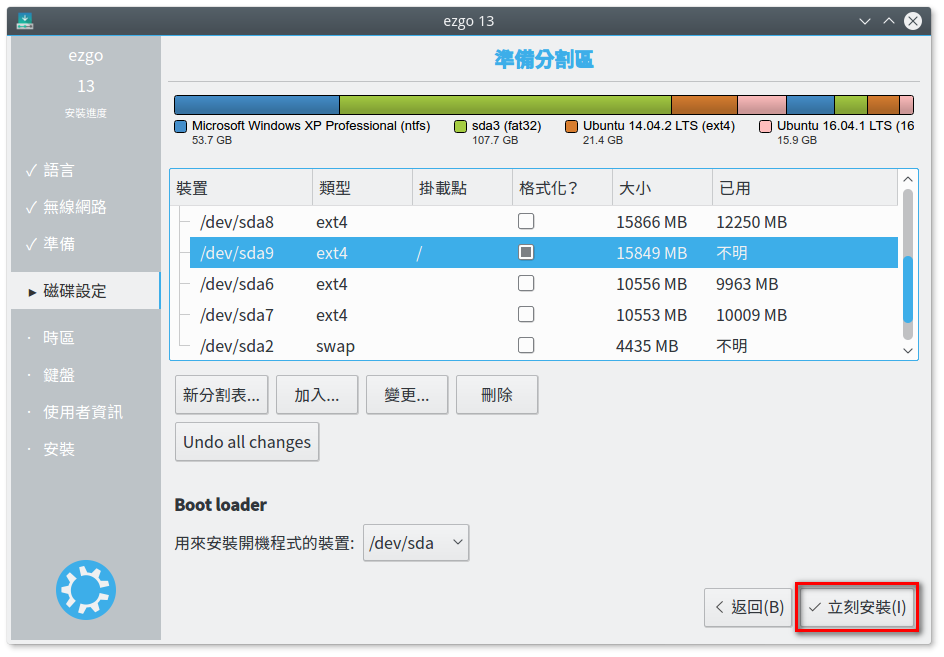 ezgo 13
ezgo
13
安裝進度
✓ 語言
✓ 無線網路
✓ 準備
▸ 磁碟設定
· 時區
· 鍵盤
· 使用者資訊
· 安裝
準備分割區
Microsoft Windows XP Professional (ntfs) sda3 (fat32) Ubuntu 14.04.2 LTS (ext4) Ubuntu 16.04.1 LTS (16
53.7 GB 107.7 GB 21.4 GB 15.9 GB
裝置 類型 掛載點 格式化？ 大小 已用
/dev/sda8 ext4 15866 MB 12250 MB
/dev/sda9 ext4 / 15849 MB 不明
/dev/sda6 ext4 10556 MB 9963 MB
/dev/sda7 ext4 10553 MB 10009 MB
/dev/sda2 swap 4435 MB 不明
新分割表... 加入... 變更... 刪除
Undo all changes
Boot loader
用來安裝開機程式的裝置: /dev/sda
返回(B) 立刻安裝(I)